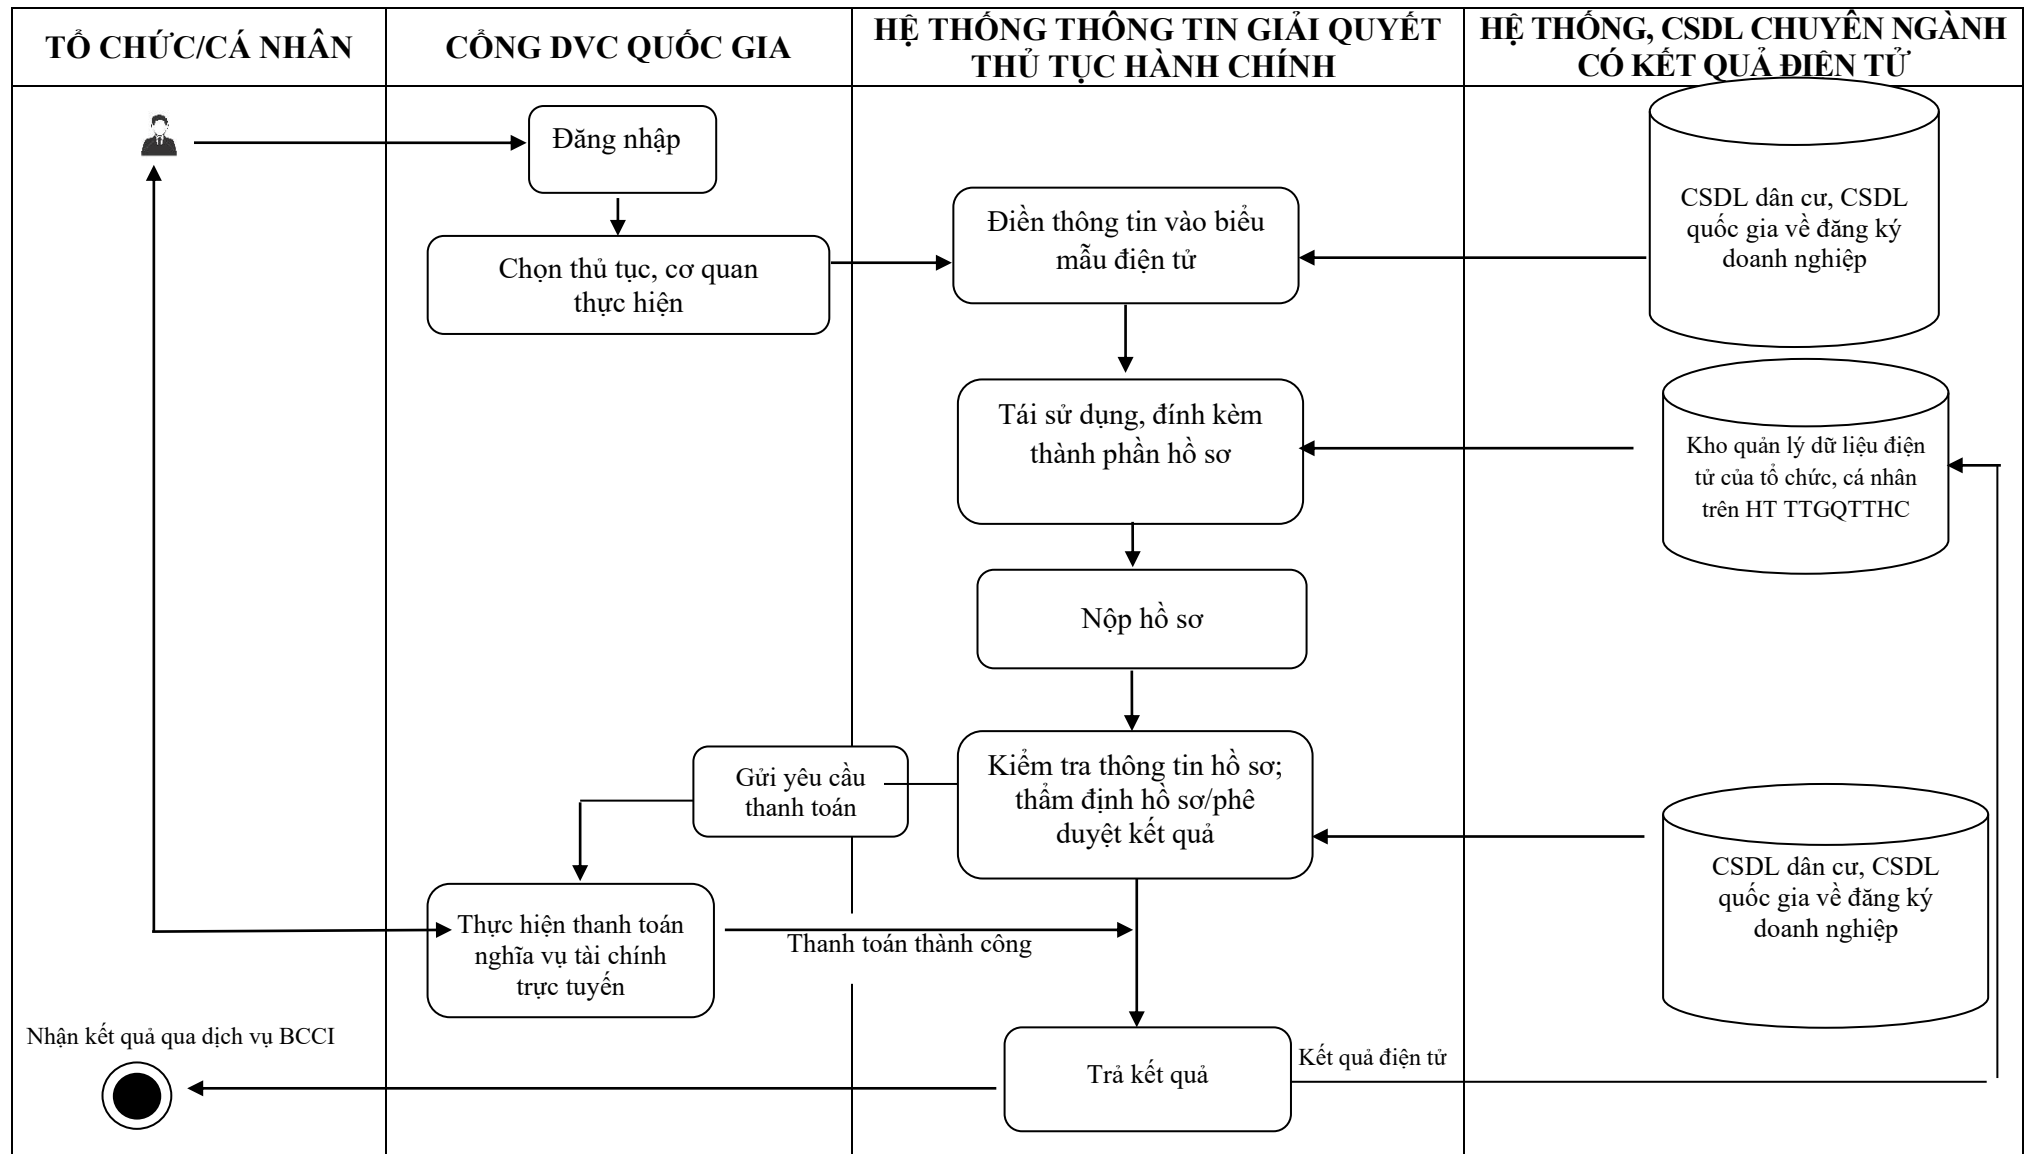 TỔ CHỨC/CÁ NHÂN
CỔNG DVC QUỐC GIA
HỆ THỐNG THÔNG TIN GIẢI QUYẾT
THỦ TỤC HÀNH CHÍNH
HỆ THỐNG, CSDL CHUYÊN NGÀNH
CÓ KẾT QUẢ ĐIỆN TỬ
Đăng nhập
Chọn thủ tục, cơ quan
thực hiện
Điền thông tin vào biểu
mẫu điện tử
CSDL dân cư, CSDL
quốc gia về đăng ký
doanh nghiệp
Tái sử dụng, đính kèm
thành phần hồ sơ
Kho quản lý dữ liệu điện
tử của tổ chức, cá nhân
trên HT TTGQTTHC
Nộp hồ sơ
Gửi yêu cầu
thanh toán
Kiểm tra thông tin hồ sơ;
thẩm định hồ sơ/phê
duyệt kết quả
CSDL dân cư, CSDL
quốc gia về đăng ký
doanh nghiệp
Thực hiện thanh toán
nghĩa vụ tài chính
trực tuyến
Thanh toán thành công
Nhận kết quả qua dịch vụ BCCI
Trả kết quả
Kết quả điện tử